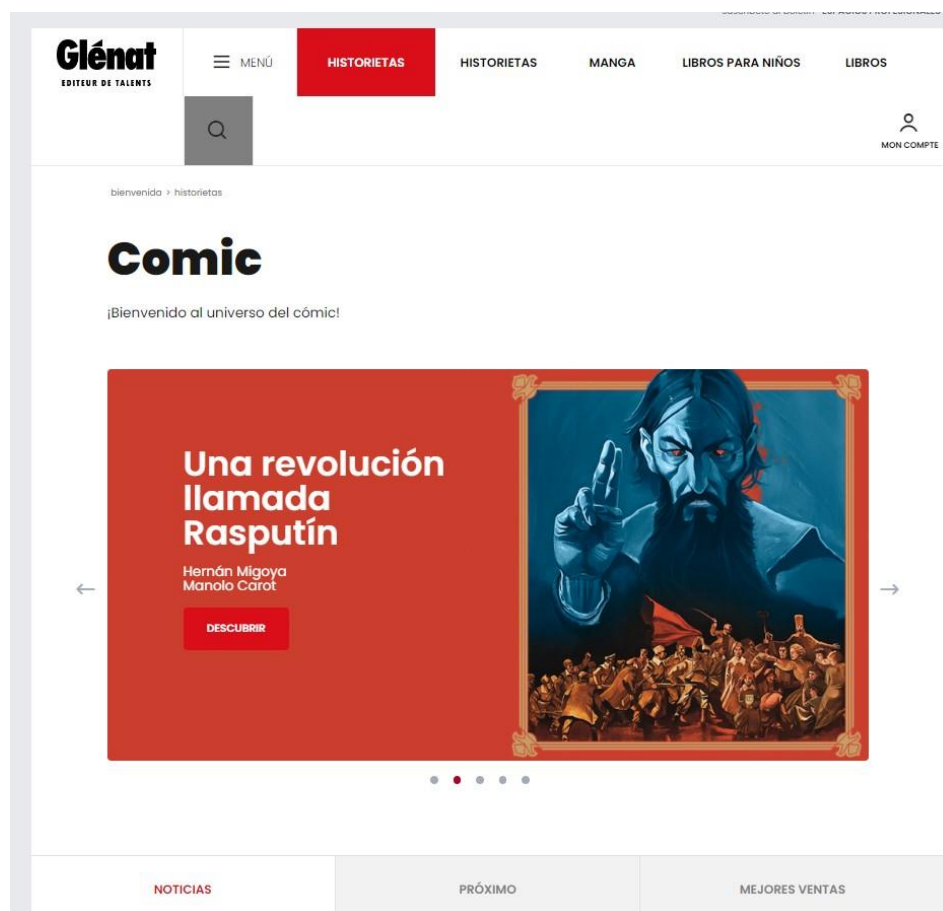 Glénat
EDITEUR DE TALENTS
MENÚ
HISTORIETAS
HISTORIETAS
MANGA
LIBROS PARA NIÑOS
LIBROS
MON COMPTE
bienvenida > historietas
Comic
¡Bienvenido al universo del cómic!
Una revolución
llamada
Rasputín
Hernán Migoya
Manolo Carot
DESCUBRIR
NOTICIAS
PRÓXIMO
MEJORES VENTAS